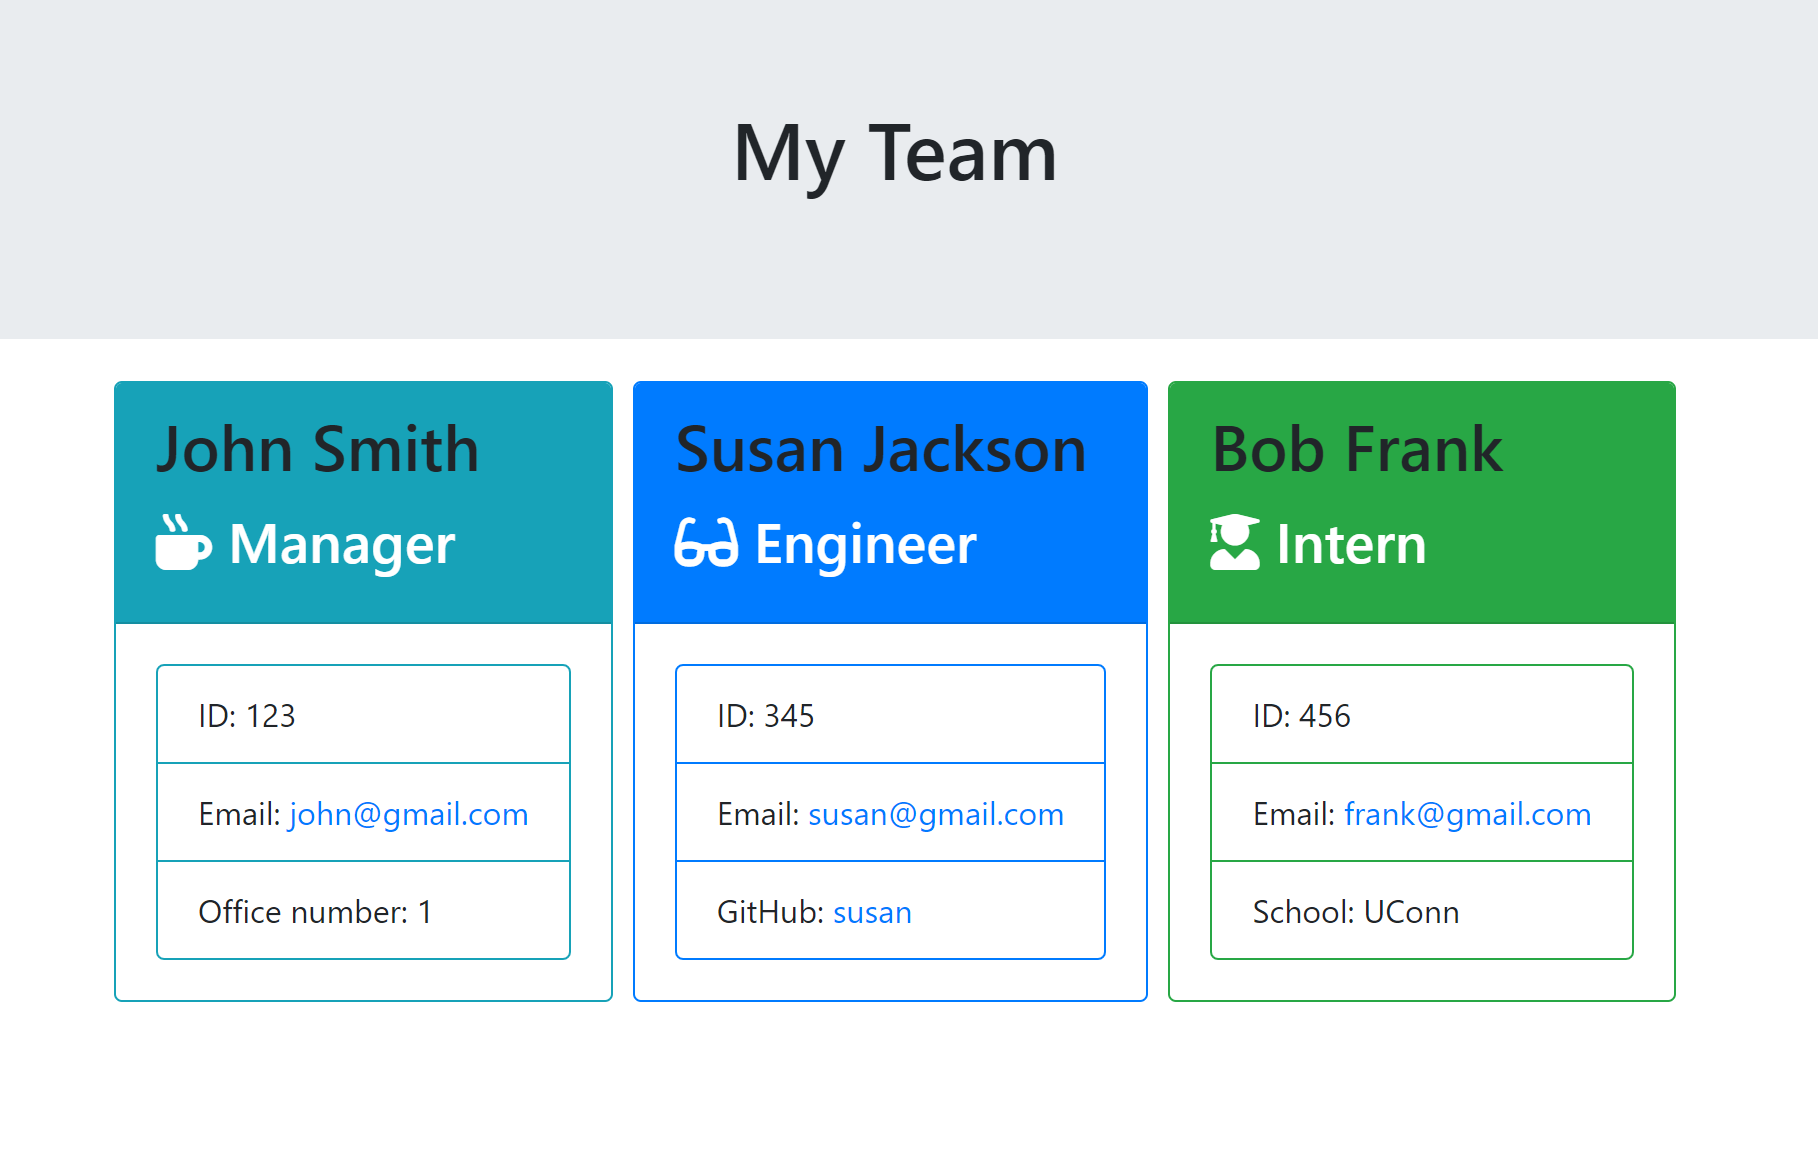 My Team
John Smith
Manager
ID: 123
Email: john@gmail.com
Office number: 1
Susan Jackson
Engineer
ID: 345
Email: susan@gmail.com
GitHub: susan
Bob Frank
Intern
ID: 456
Email: frank@gmail.com
School: UConn